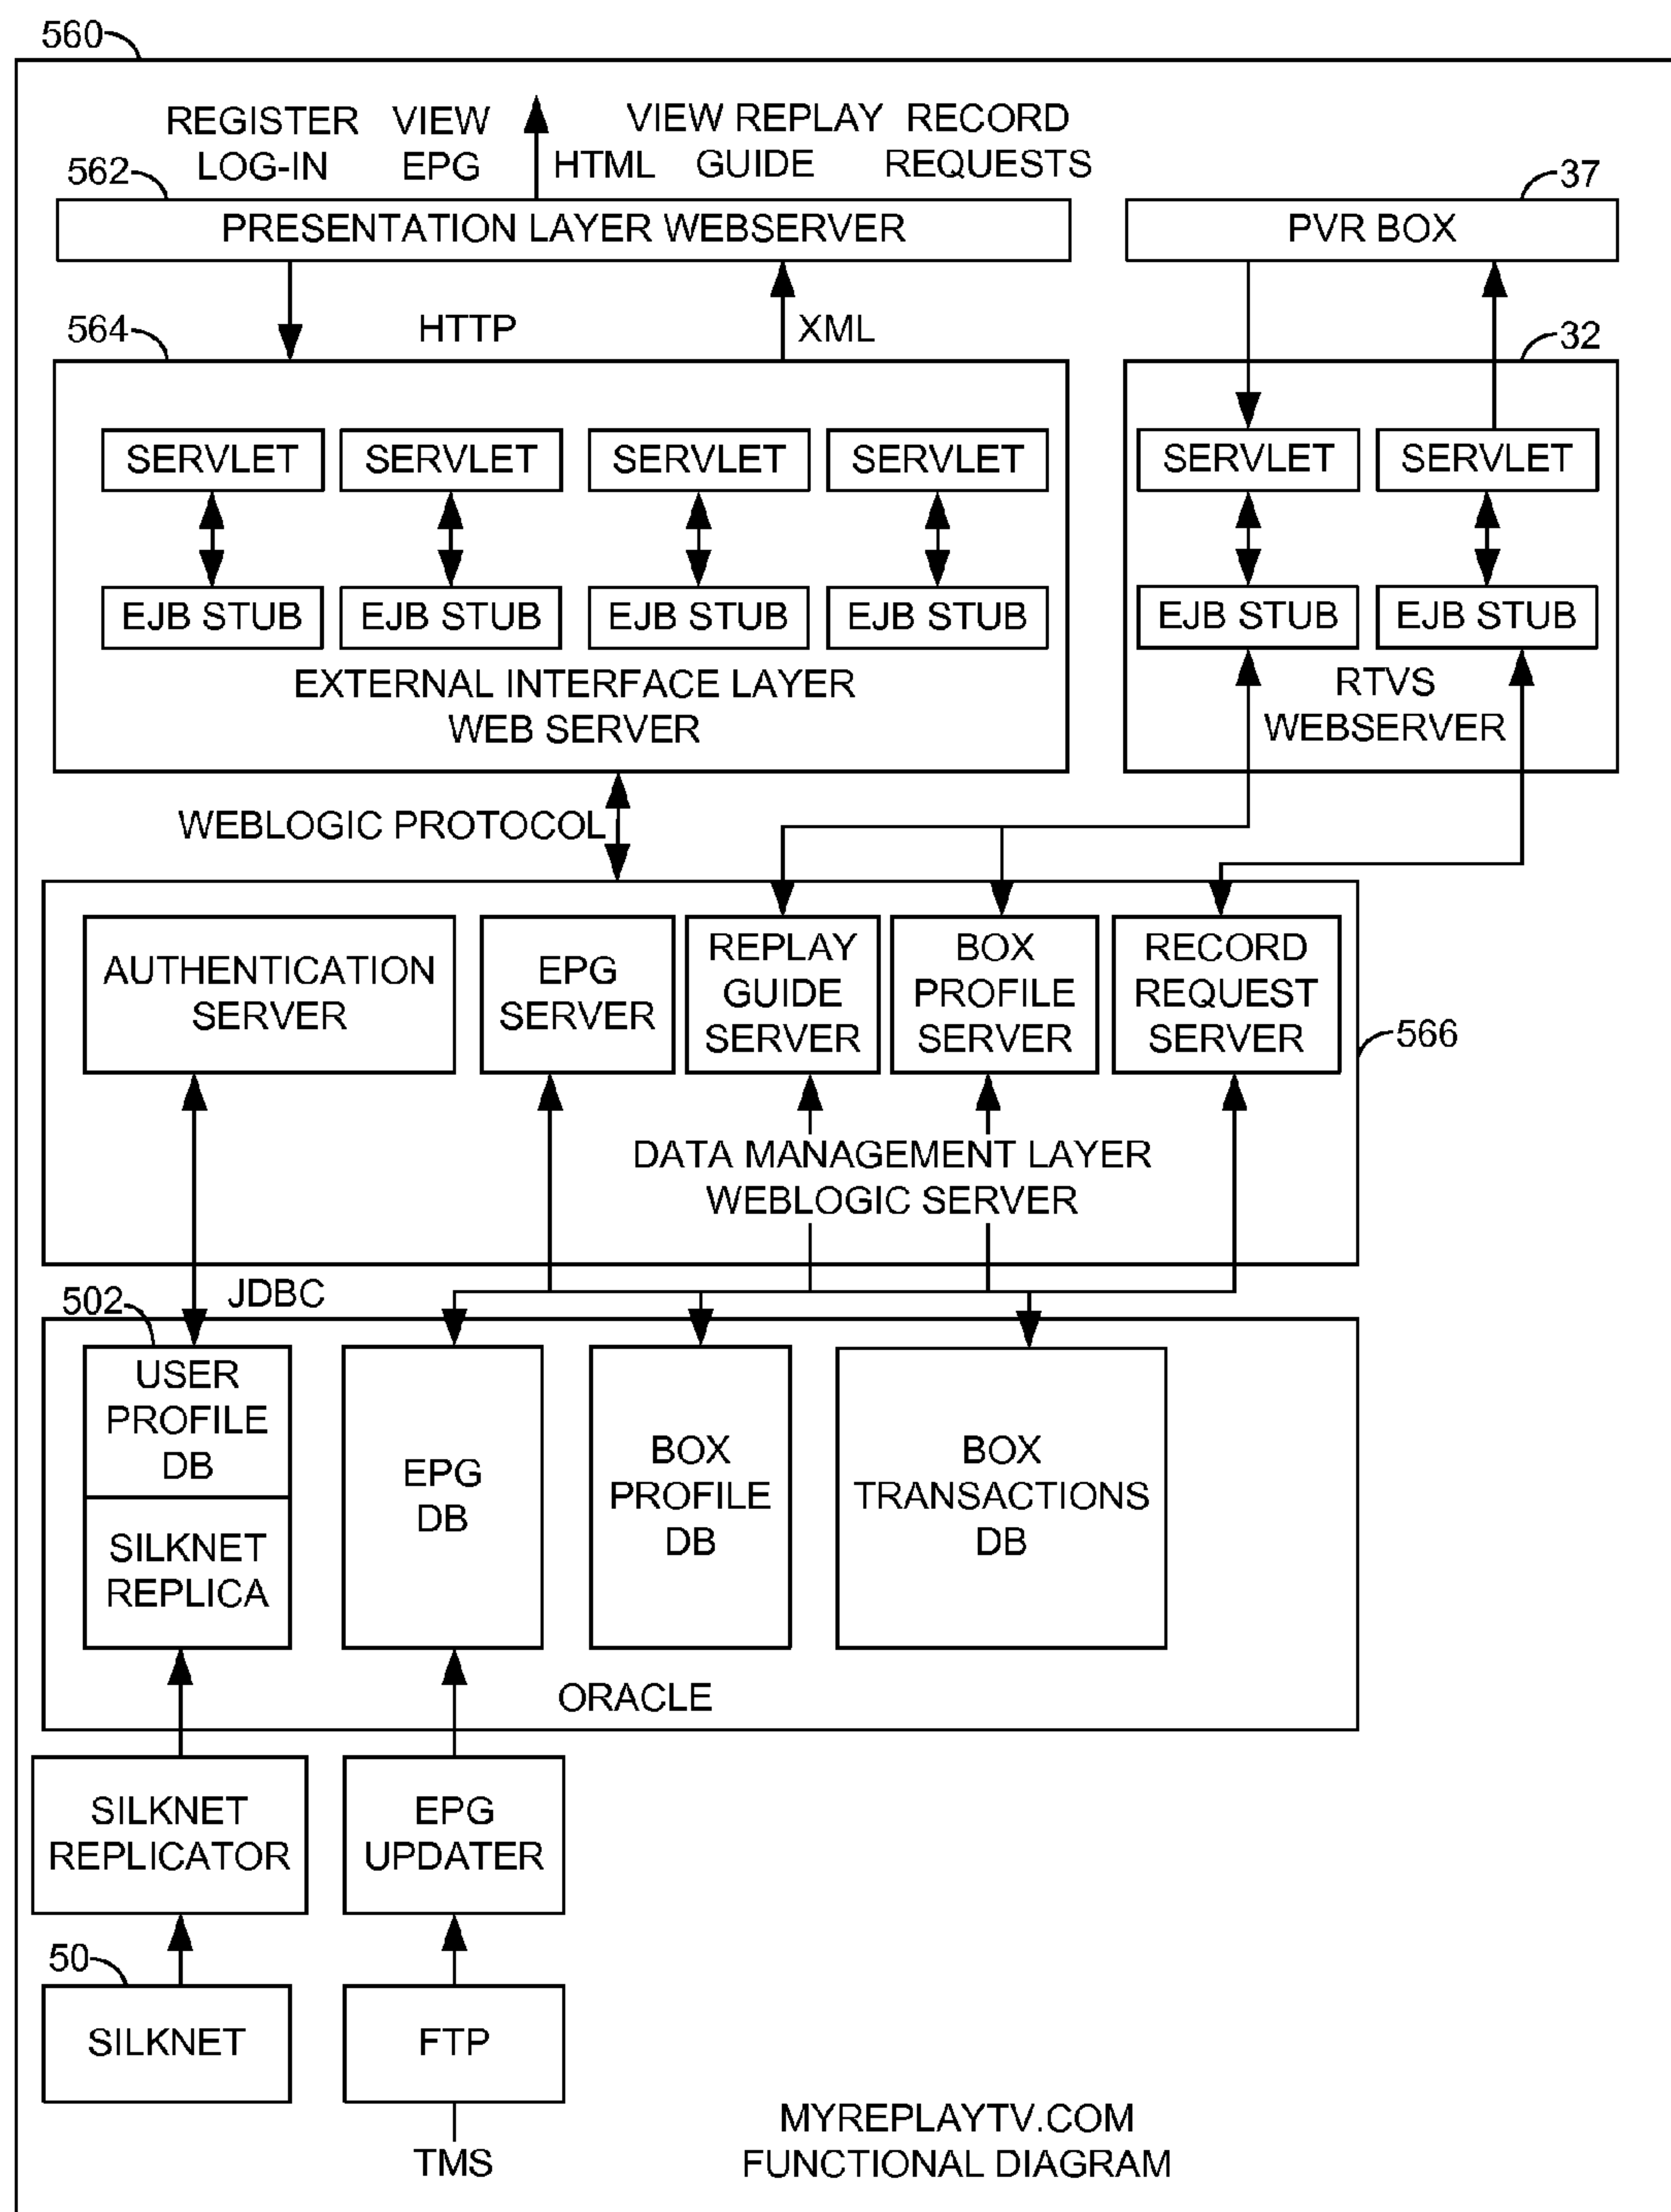 560
REGISTER VIEW VIEW REPLAY RECORD
LOG-IN EPG HTML GUIDE REQUESTS
562
37
PRESENTATION LAYER WEBSERVER
PVR BOX
564
HTTP
XML
32
SERVLET SERVLET SERVLET SERVLET
SERVLET SERVLET
EJB STUB EJB STUB EJB STUB EJB STUB
EJB STUB EJB STUB
EXTERNAL INTERFACE LAYER
WEB SERVER
RTVS
WEBSERVER
WEBLOGIC PROTOCOL
AUTHENTICATION
SERVER
EPG
SERVER
REPLAY
GUIDE
SERVER
BOX
PROFILE
SERVER
RECORD
REQUEST
SERVER
566
DATA MANAGEMENT LAYER
WEBLOGIC SERVER
502
JDBC
USER
PROFILE
DB
SILKNET
REPLICA
EPG
DB
BOX
PROFILE
DB
BOX
TRANSACTIONS
DB
ORACLE
SILKNET
REPLICATOR
EPG
UPDATER
50
SILKNET
FTP
TMS
MYREPLAYTV.COM
FUNCTIONAL DIAGRAM